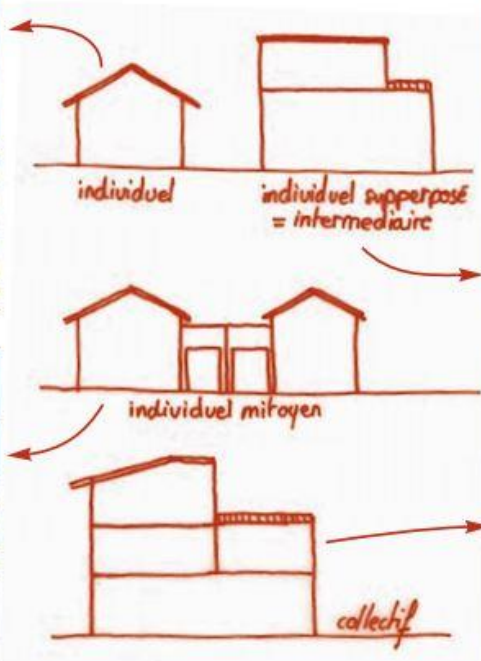 individuel
individuel supperposé
= intermediaire
individuel mitoyen
collectif